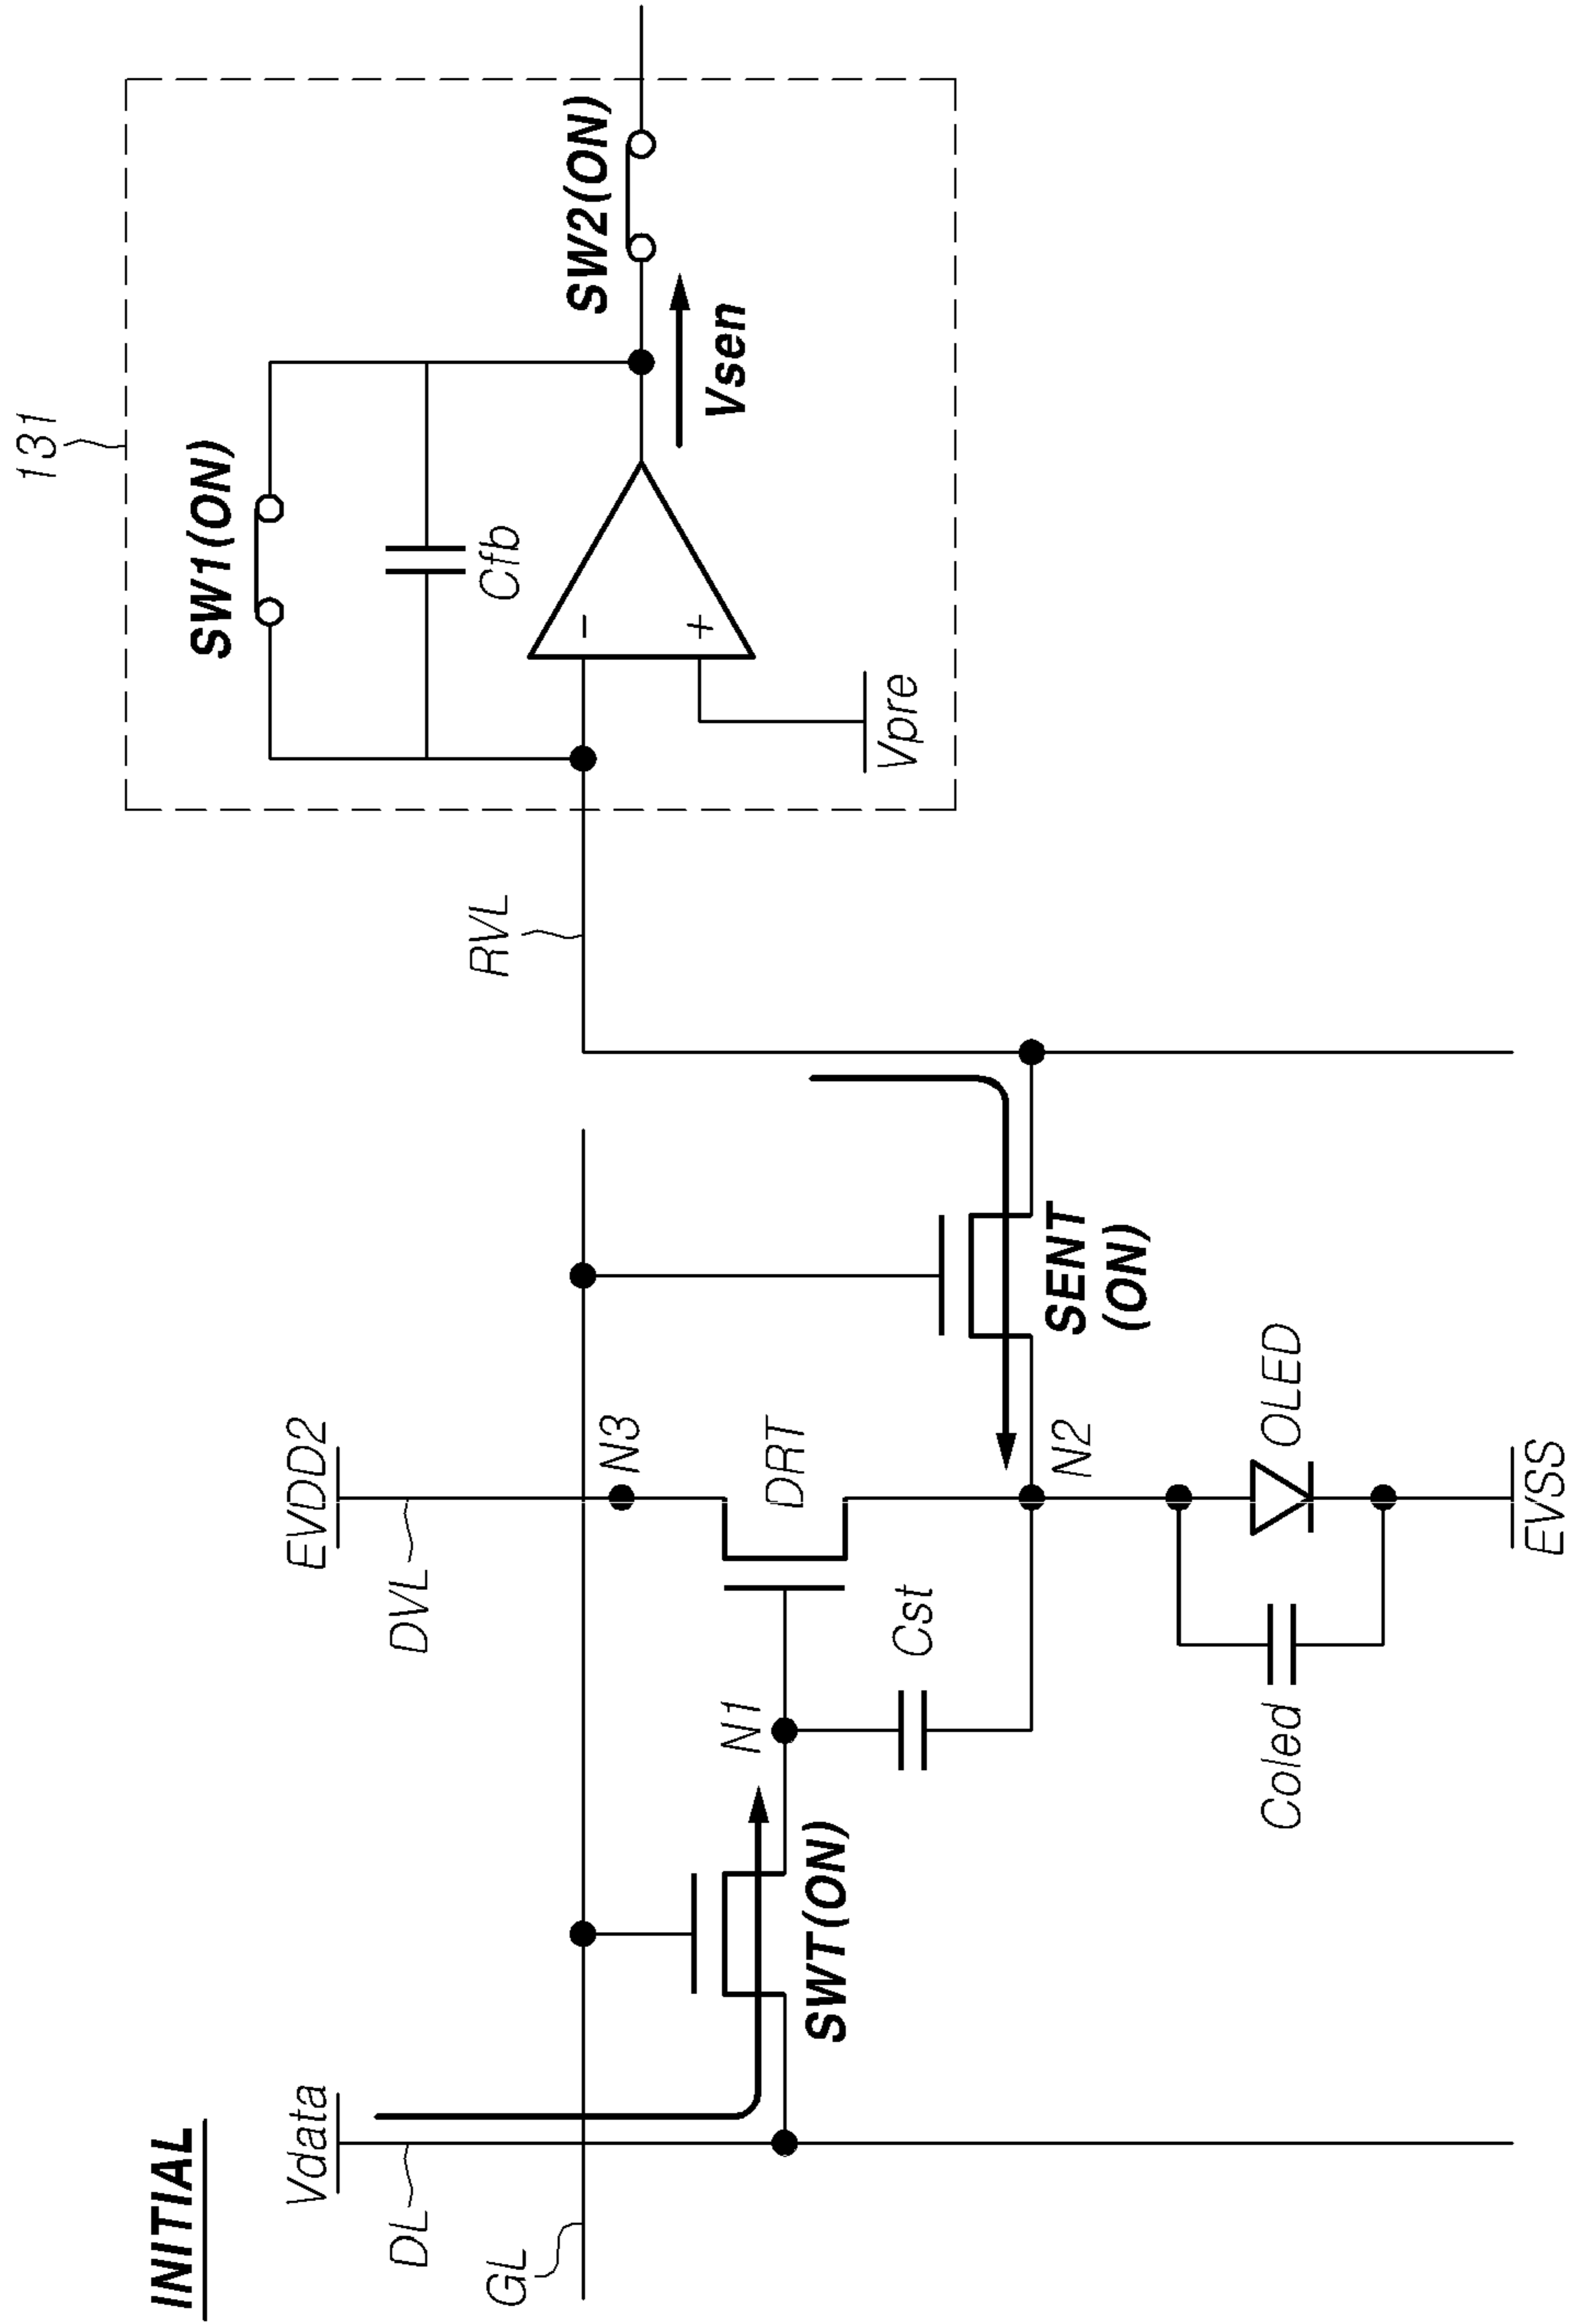 INITIAL
131
SW1(ON)
SW2(ON)
Cfb
−
+
Vsen
Vpre
RVL
Vdata
EVDD2
DL
DVL
GL
N3
N1
DRT
SWT(ON)
Cst
SENT
(ON)
N2
Coled
OLED
EVSS